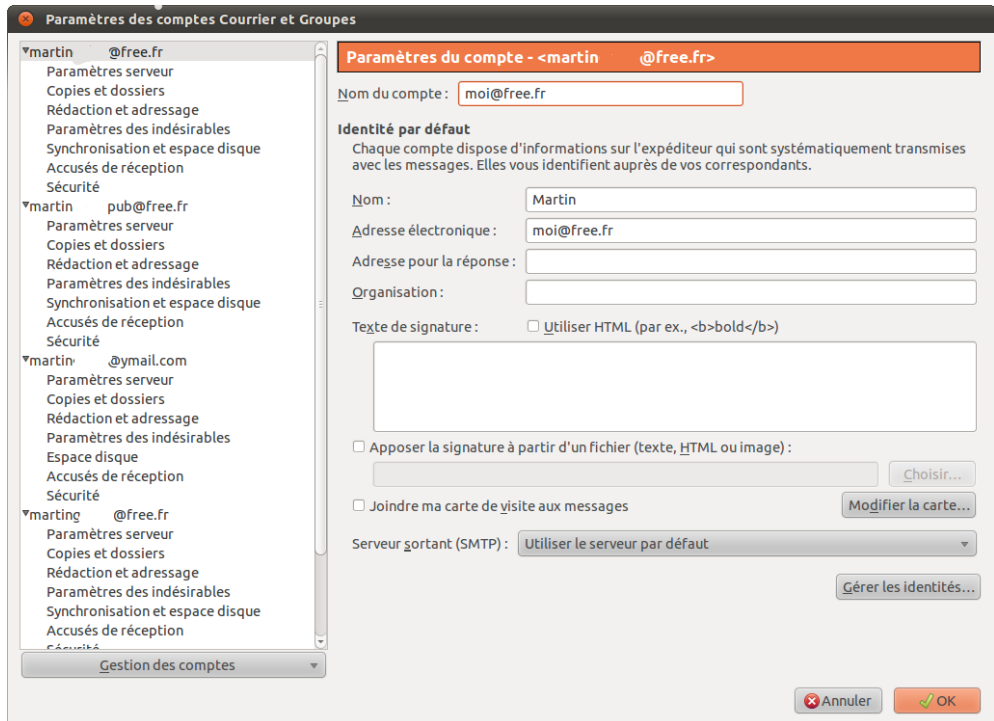 Paramètres des comptes Courrier et Groupes
martin @free.fr
Paramètres serveur
Copies et dossiers
Rédaction et adressage
Paramètres des indésirables
Synchronisation et espace disque
Accusés de réception
Sécurité
martin pub@free.fr
Paramètres serveur
Copies et dossiers
Rédaction et adressage
Paramètres des indésirables
Synchronisation et espace disque
Accusés de réception
Sécurité
martin @ymail.com
Paramètres serveur
Copies et dossiers
Rédaction et adressage
Paramètres des indésirables
Espace disque
Accusés de réception
Sécurité
marting @free.fr
Paramètres serveur
Copies et dossiers
Rédaction et adressage
Paramètres des indésirables
Synchronisation et espace disque
Accusés de réception
Sécurité
Gestion des comptes
Paramètres du compte - <martin @free.fr>
Nom du compte : moi@free.fr
Identité par défaut
Chaque compte dispose d'informations sur l'expéditeur qui sont systématiquement transmises
avec les messages. Elles vous identifient auprès de vos correspondants.
Nom : Martin
Adresse électronique : moi@free.fr
Adresse pour la réponse :
Organisation :
Texte de signature : Utiliser HTML (par ex., <b>bold</b>)
Apposer la signature à partir d'un fichier (texte, HTML ou image) :
Choisir...
Joindre ma carte de visite aux messages Modifier la carte...
Serveur sortant (SMTP) : Utiliser le serveur par défaut
Gérer les identités...
Annuler OK